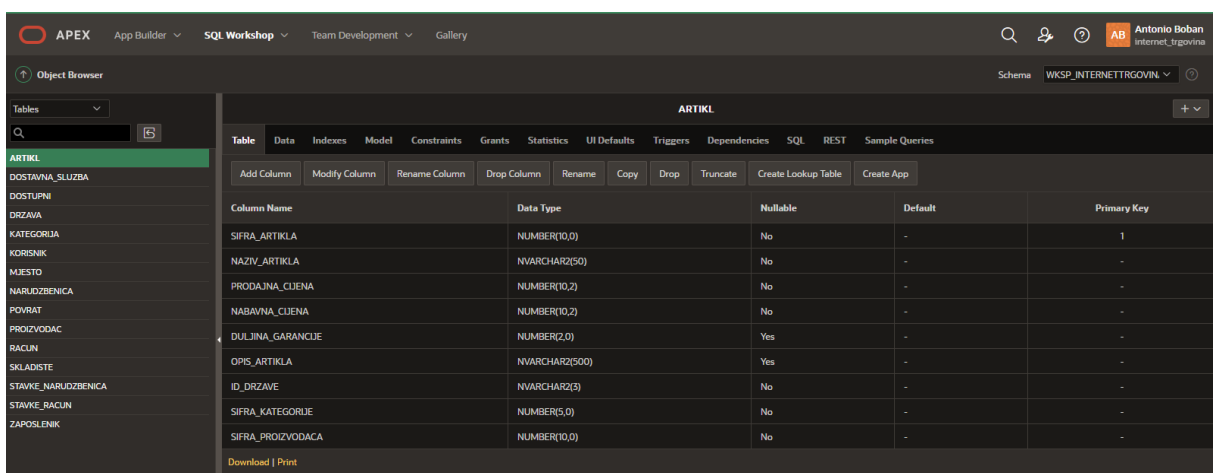 APEX App Builder SQL Workshop Team Development Gallery AB Antonio Boban
internet_trgovina
Object Browser Schema WKSP_INTERNETTRGOVIN
Tables ARTIKL
Table Data Indexes Model Constraints Grants Statistics UI Defaults Triggers Dependencies SQL REST Sample Queries
Add Column Modify Column Rename Column Drop Column Rename Copy Drop Truncate Create Lookup Table Create App
ARTIKL
DOSTAVNA_SLUZBA
DOSTUPNI
DRZAVA
KATEGORIJA
KORISNIK
MJESTO
NARUDZBENICA
POVRAT
PROIZVODAC
RACUN
SKLADISTE
STAVKE_NARUDZBENICA
STAVKE_RACUN
ZAPOSLENIK
Column Name Data Type Nullable Default Primary Key
SIFRA_ARTIKLA NUMBER(10,0) No - 1
NAZIV_ARTIKLA NVARCHAR2(50) No - -
PRODAJNA_CIJENA NUMBER(10,2) No - -
NABAVNA_CIJENA NUMBER(10,2) No - -
DULJINA_GARANCIJE NUMBER(2,0) Yes - -
OPIS_ARTIKLA NVARCHAR2(500) Yes - -
ID_DRZAVE NVARCHAR2(3) No - -
SIFRA_KATEGORIJE NUMBER(5,0) No - -
SIFRA_PROIZVODACA NUMBER(10,0) No - -
Download | Print